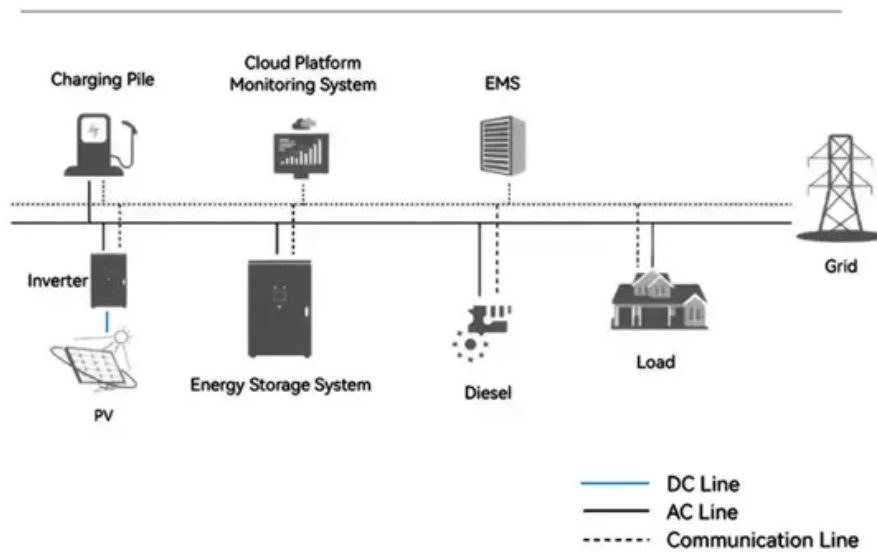 Charging Pile
Cloud Platform
Monitoring System
EMS
Grid
Inverter
Energy Storage System
Diesel
Load
PV
DC Line
AC Line
Communication Line